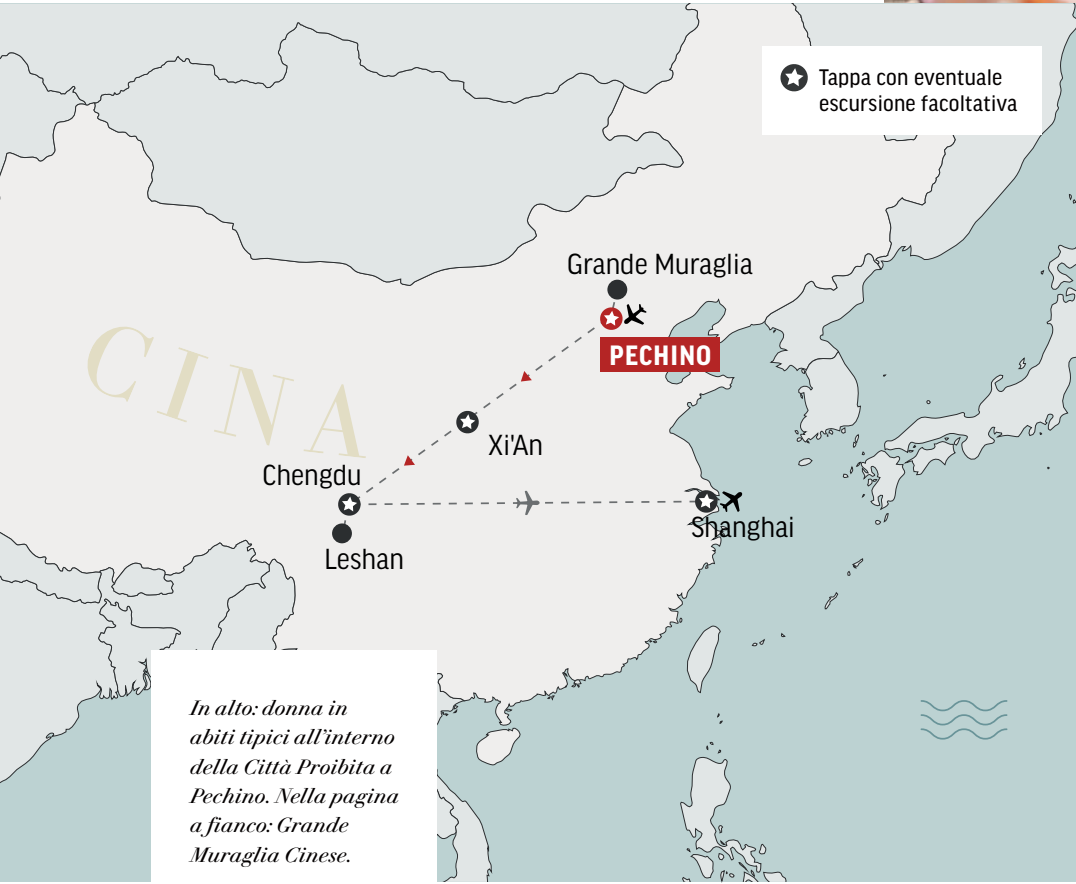 Tappa con eventuale
escursione facoltativa
Grande Muraglia
PECHINO
CINA
Xi'An
Chengdu
Shanghai
Leshan
In alto: donna in
abiti tipici all’interno
della Città Proibita a
Pechino. Nella pagina
a fianco: Grande
Muraglia Cinese.